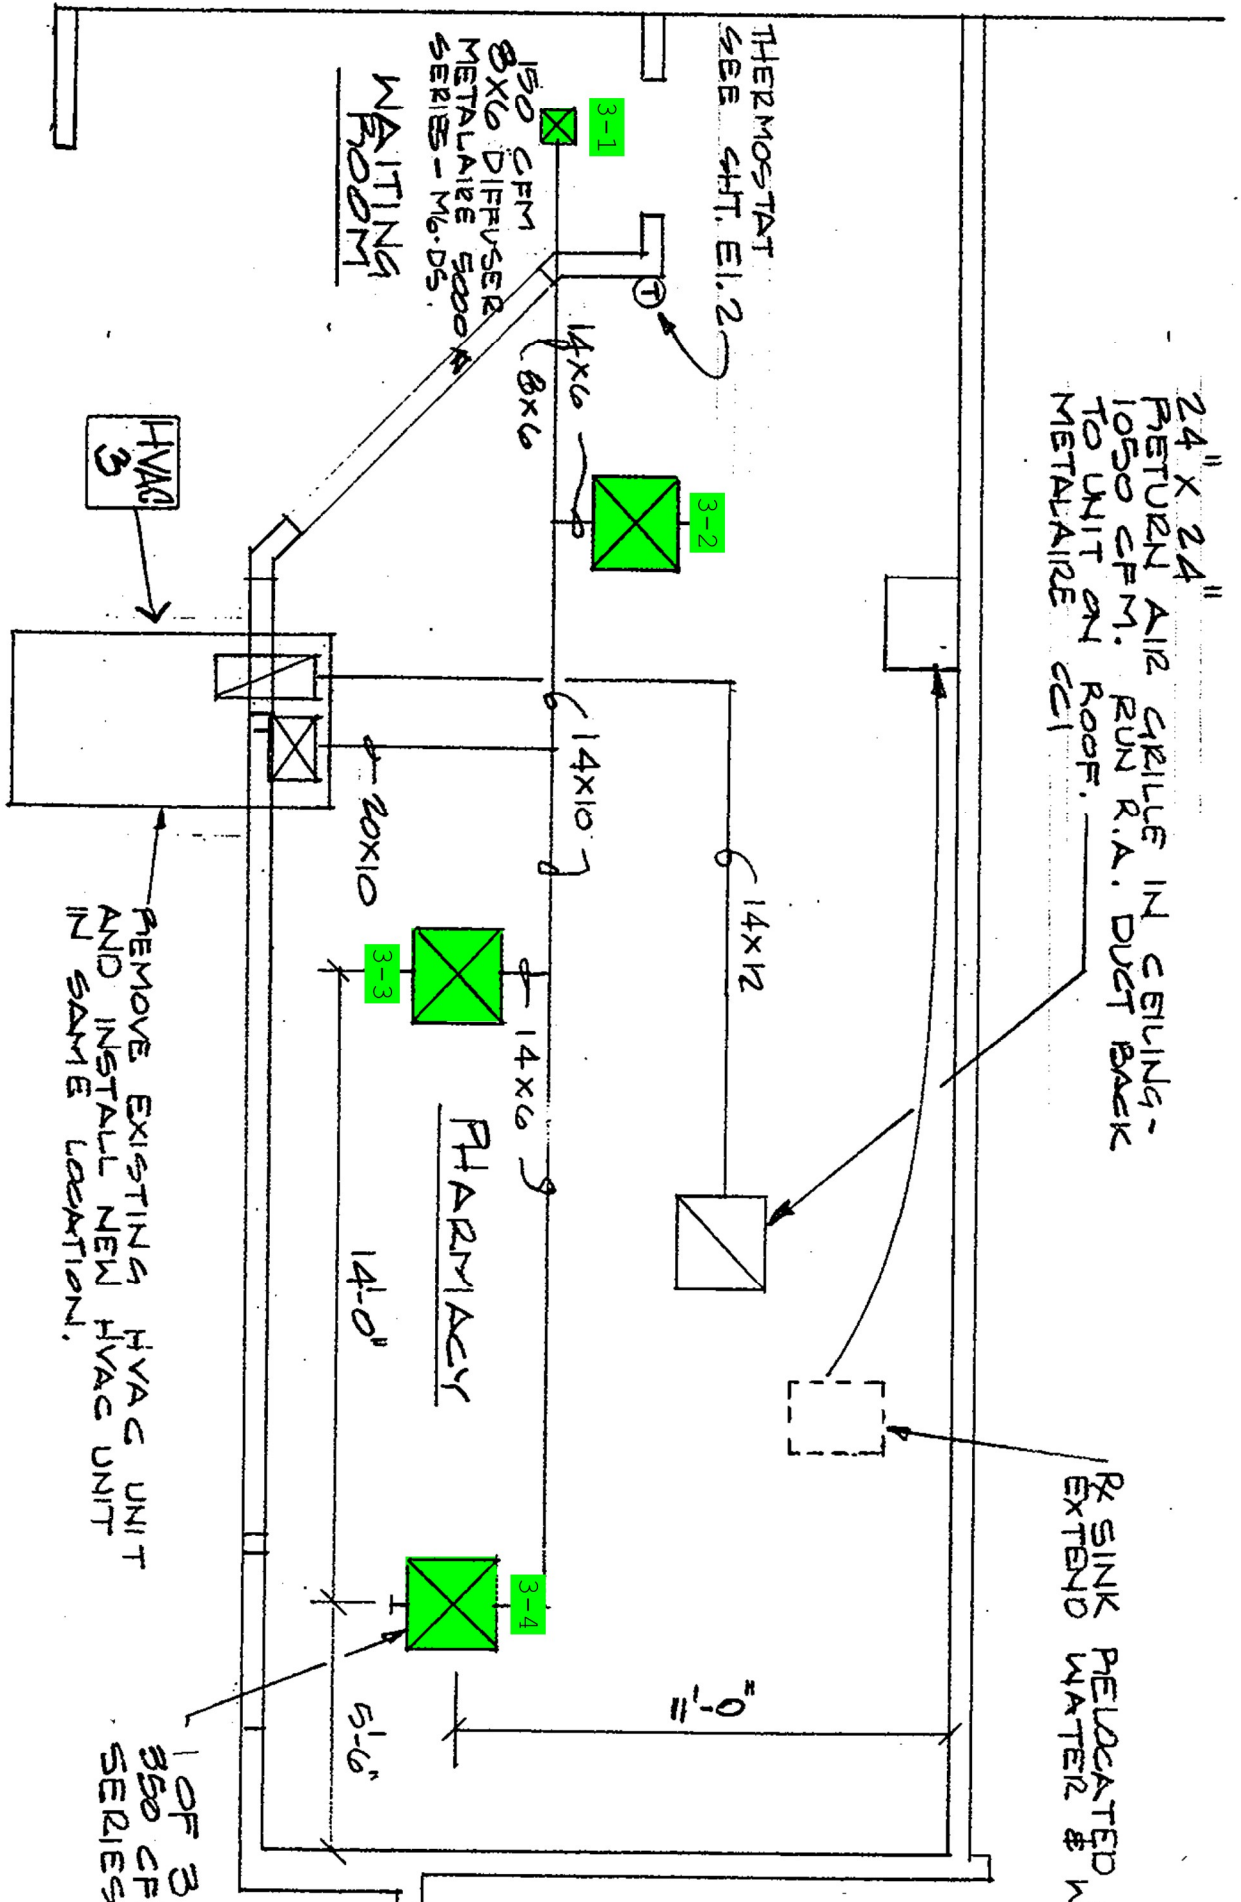 24" X 24"
RETURN AIR GRILLE IN CEILING-
1050 CFM. RUN R.A. DUCT BACK
TO UNIT ON ROOF.
METALAIRE CC1
RX SINK RELOCATED
EXTEND WATER &
THERMOSTAT
SEE SHT. E1.2
T
3-1
150 CFM
8X6 DIFFUSER
METALAIRE 5000A
SERIES-M6-DS.
WAITING
ROOM
14X6
8X6
3-2
14X10
14X12
20X10
3-3
14X6
PHARMACY
3-4
14'-0"
5'-6"
11'-0"
HVAC
3
REMOVE EXISTING HVAC UNIT
AND INSTALL NEW HVAC UNIT
IN SAME LOCATION.
1 OF 3
350 CF
SERIES